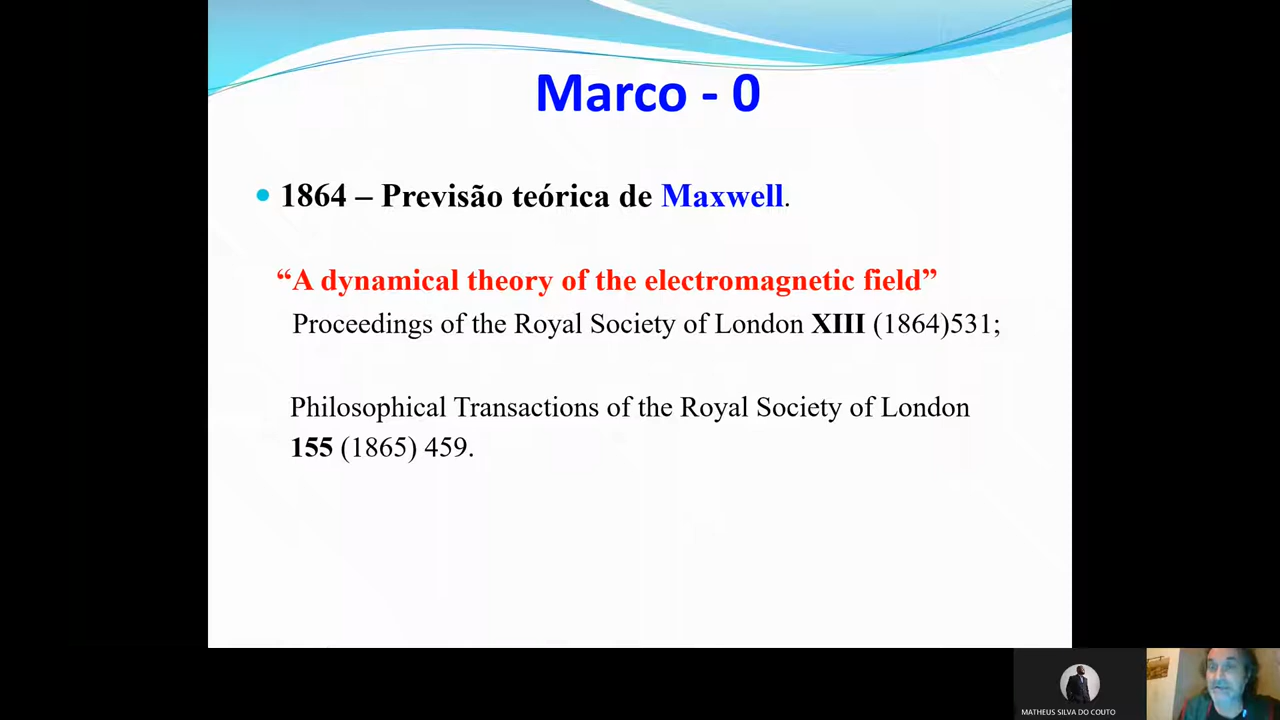 Marco - 0
1864 – Previsão teórica de Maxwell.
“A dynamical theory of the electromagnetic field”
Proceedings of the Royal Society of London XIII (1864)531;
Philosophical Transactions of the Royal Society of London
155 (1865) 459.
MATHEUS SILVA DO COUTO